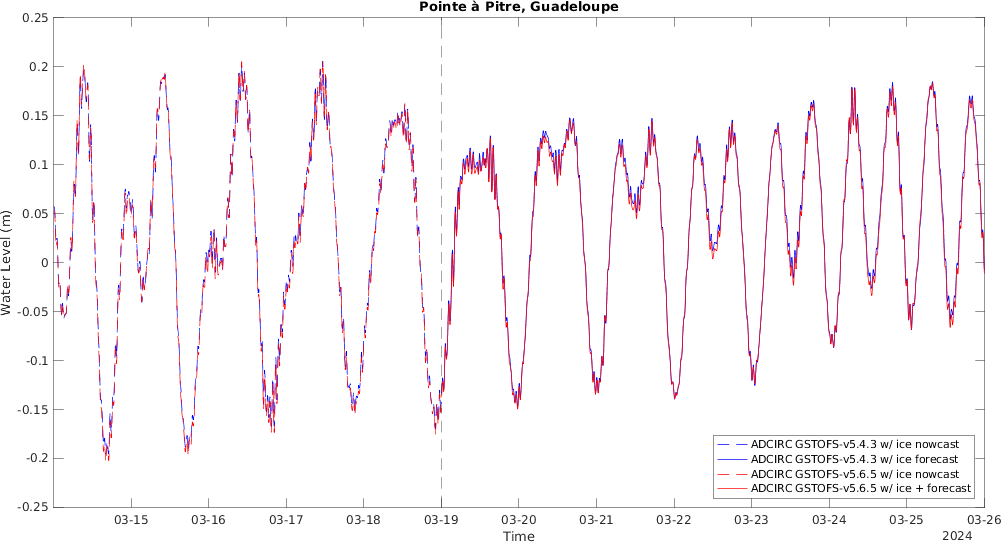 Pointe à Pitre, Guadeloupe
0.25
0.2
0.15
0.1
0.05
0
-0.05
-0.1
-0.15
-0.2
-0.25
Water Level (m)
ADCIRC GSTOFS-v5.4.3 w/ ice nowcast
ADCIRC GSTOFS-v5.4.3 w/ ice forecast
ADCIRC GSTOFS-v5.6.5 w/ ice nowcast
ADCIRC GSTOFS-v5.6.5 w/ ice + forecast
03-15 03-16 03-17 03-18 03-19 03-20 03-21 03-22 03-23 03-24 03-25 03-26
Time
2024